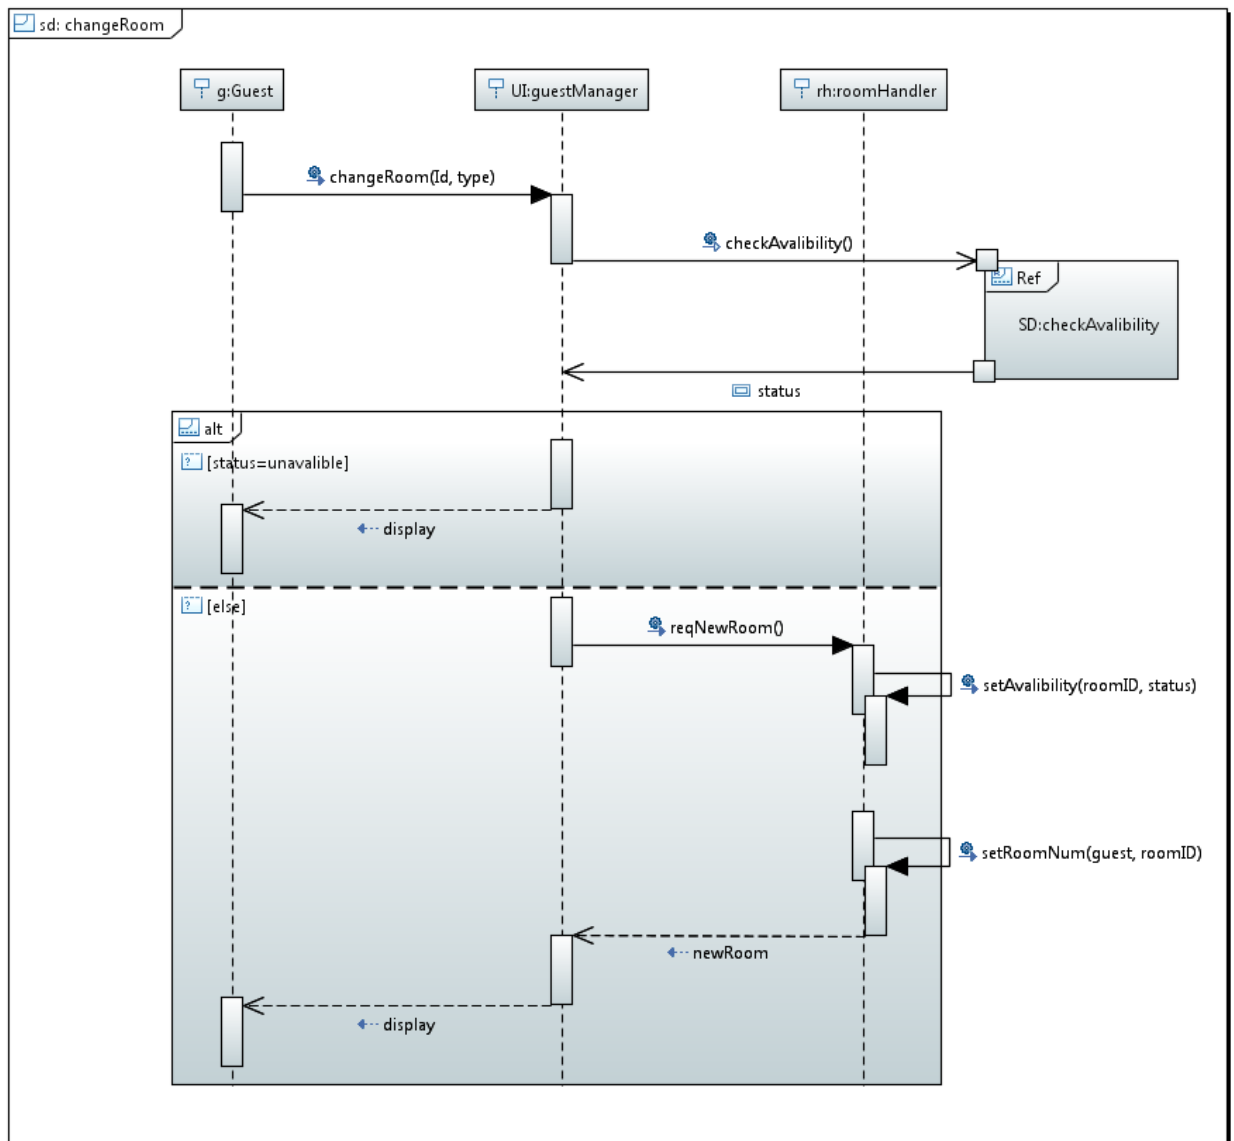 sd: changeRoom
g:Guest
UI:guestManager
rh:roomHandler
changeRoom(Id, type)
checkAvalibility()
Ref
SD:checkAvalibility
status
alt
[status=unavalible]
display
[else]
reqNewRoom()
setAvalibility(roomID, status)
setRoomNum(guest, roomID)
newRoom
display